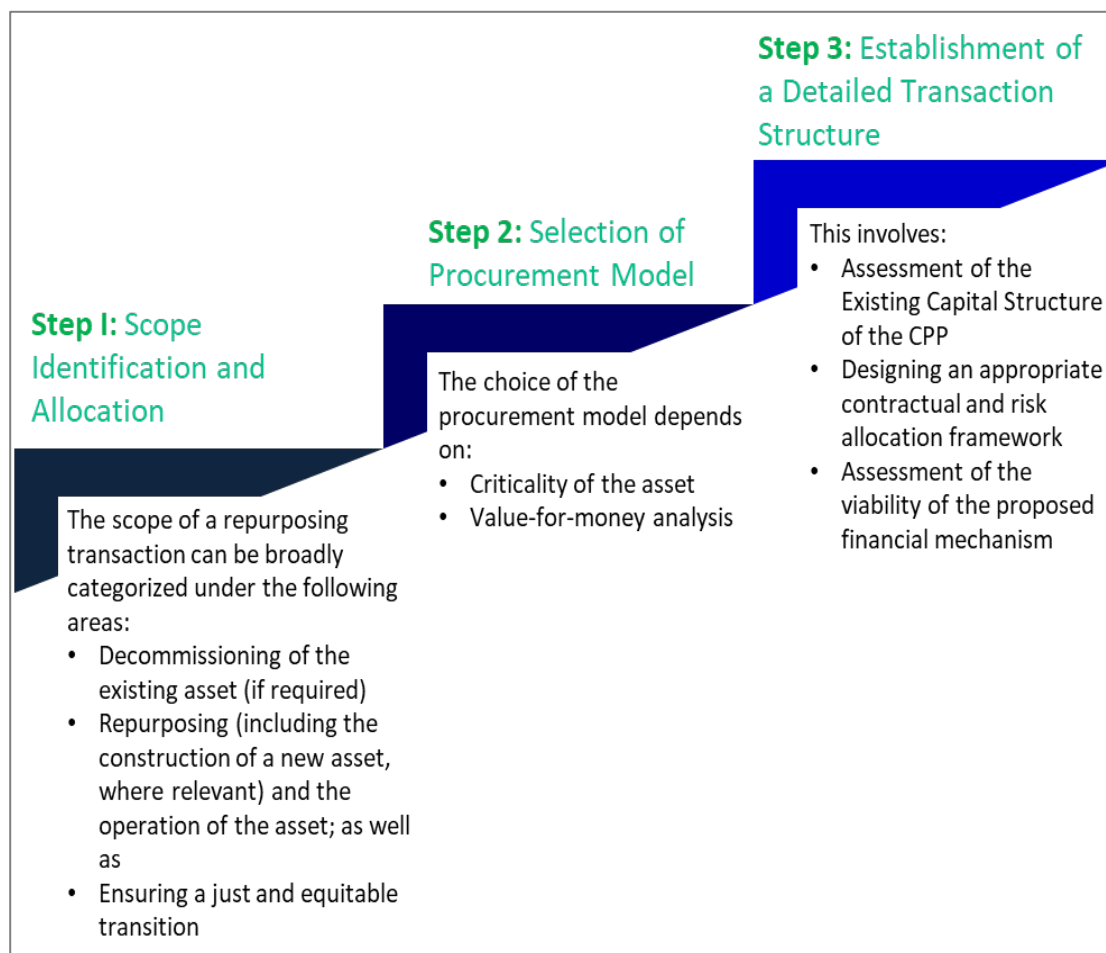 Step I: Scope
Identification and
Allocation
The scope of a repurposing
transaction can be broadly
categorized under the following
areas:
• Decommissioning of the
existing asset (if required)
• Repurposing (including the
construction of a new asset,
where relevant) and the
operation of the asset; as well
as
• Ensuring a just and equitable
transition
Step 2: Selection of
Procurement Model
The choice of the
procurement model depends
on:
• Criticality of the asset
• Value-for-money analysis
Step 3: Establishment of
a Detailed Transaction
Structure
This involves:
• Assessment of the
Existing Capital Structure
of the CPP
• Designing an appropriate
contractual and risk
allocation framework
• Assessment of the
viability of the proposed
financial mechanism